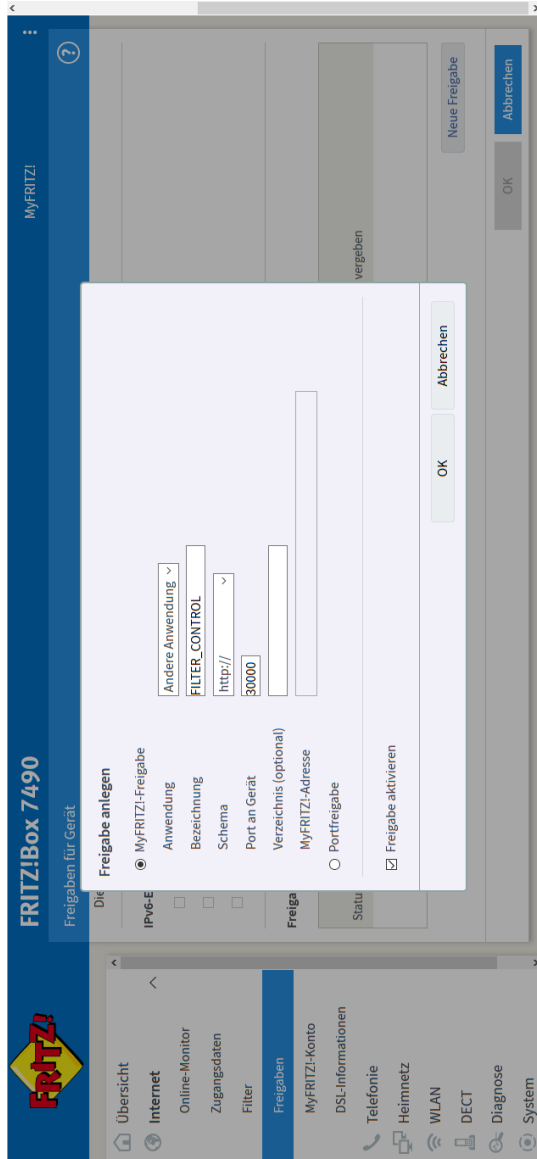 FRITZ!
FRITZ!Box 7490
MyFRITZ!
Übersicht
Internet
Online-Monitor
Zugangsdaten
Filter
Freigaben
MyFRITZ!-Konto
DSL-Informationen
Telefonie
Heimnetz
WLAN
DECT
Diagnose
System
Freigaben für Gerät
?
Die
IPv6-E
Freiga
Statu
vergeben
Neue Freigabe
OK
Abbrechen
Freigabe anlegen
MyFRITZ!-Freigabe
Anwendung Andere Anwendung
Bezeichnung FILTER_CONTROL
Schema http://
Port an Gerät 30000
Verzeichnis (optional)
MyFRITZ!-Adresse
Portfreigabe
Freigabe aktivieren
OK Abbrechen